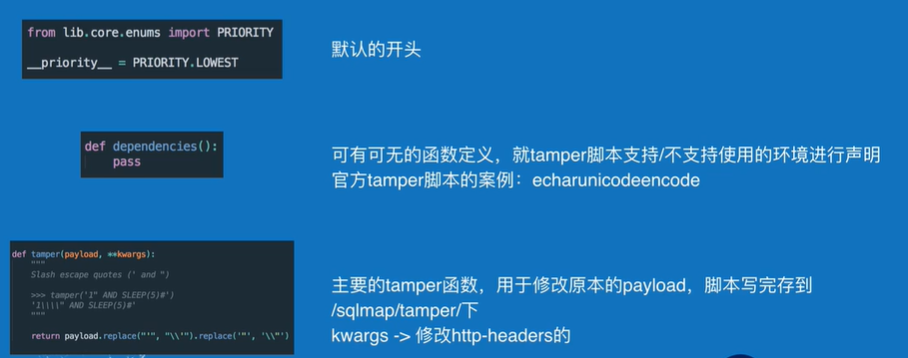 from lib.core.enums import PRIORITY
__priority__ = PRIORITY.LOWEST
默认的开头
def dependencies():
pass
可有可无的函数定义，就tamper脚本支持/不支持使用的环境进行声明
官方tamper脚本的案例：echarunicodeencode
def tamper(payload, **kwargs):
"""
Slash escape quotes (' and ")
>>> tamper('1" AND SLEEP(5)#')
'1\\\\" AND SLEEP(5)#'
"""
return payload.replace("'", "\\'").replace('"', '\\"')
主要的tamper函数，用于修改原本的payload，脚本写完存到
/sqlmap/tamper/下
kwargs -> 修改http-headers的